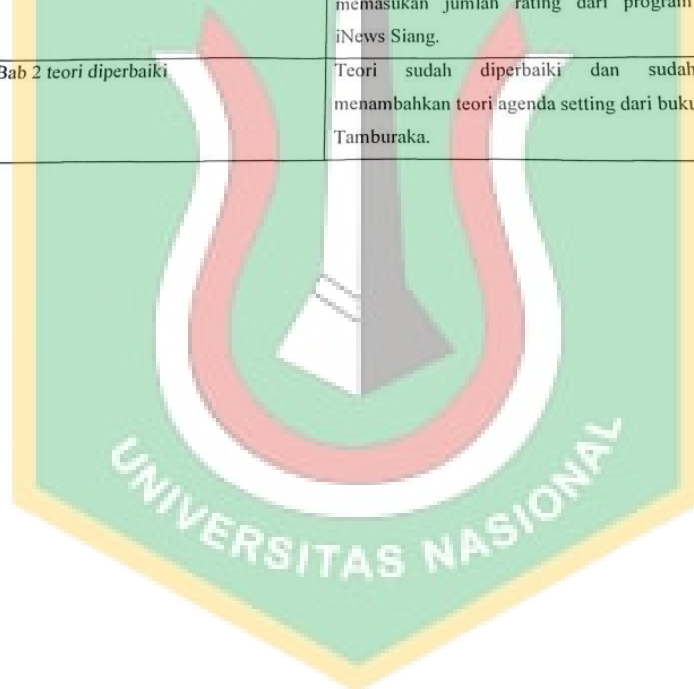 memasukan jumlah rating dari program
iNews Siang.
Bab 2 teori diperbaiki
Teori sudah diperbaiki dan sudah
menambahkan teori agenda setting dari buku
Tamburaka.
UNIVERSITAS NASIONAL